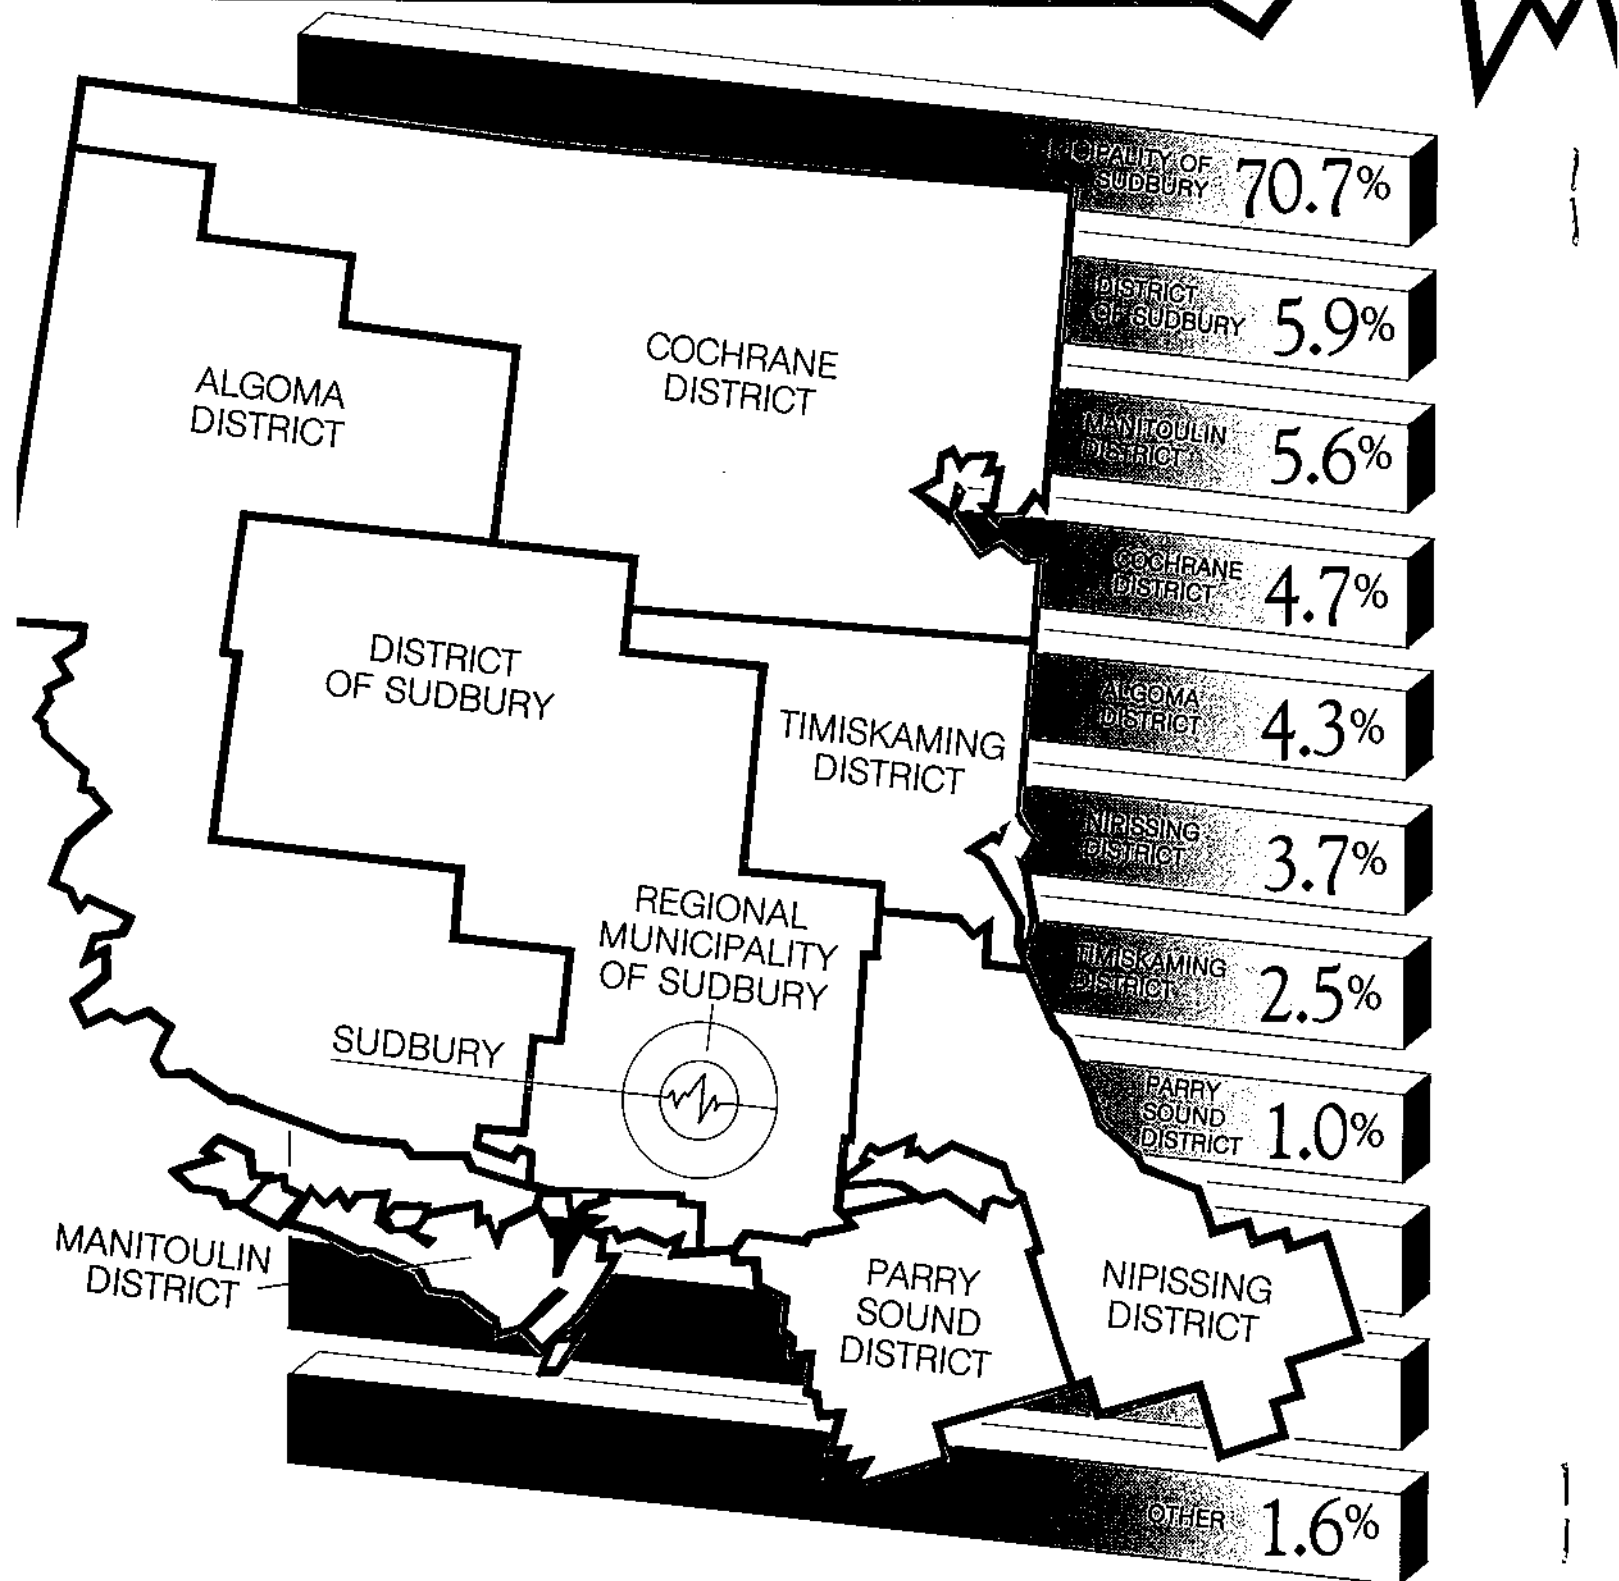 PALITY OF
SUDBURY
70.7%
DISTRICT
OF SUDBURY
5.9%
MANITOULIN
DISTRICT
5.6%
COCHRANE
DISTRICT
4.7%
ALGOMA
DISTRICT
4.3%
NIPISSING
DISTRICT
3.7%
TIMISKAMING
DISTRICT
2.5%
PARRY
SOUND
DISTRICT
1.0%
OTHER
1.6%
COCHRANE
DISTRICT
ALGOMA
DISTRICT
DISTRICT
OF SUDBURY
TIMISKAMING
DISTRICT
REGIONAL
MUNICIPALITY
OF SUDBURY
SUDBURY
MANITOULIN
DISTRICT
PARRY
SOUND
DISTRICT
NIPISSING
DISTRICT